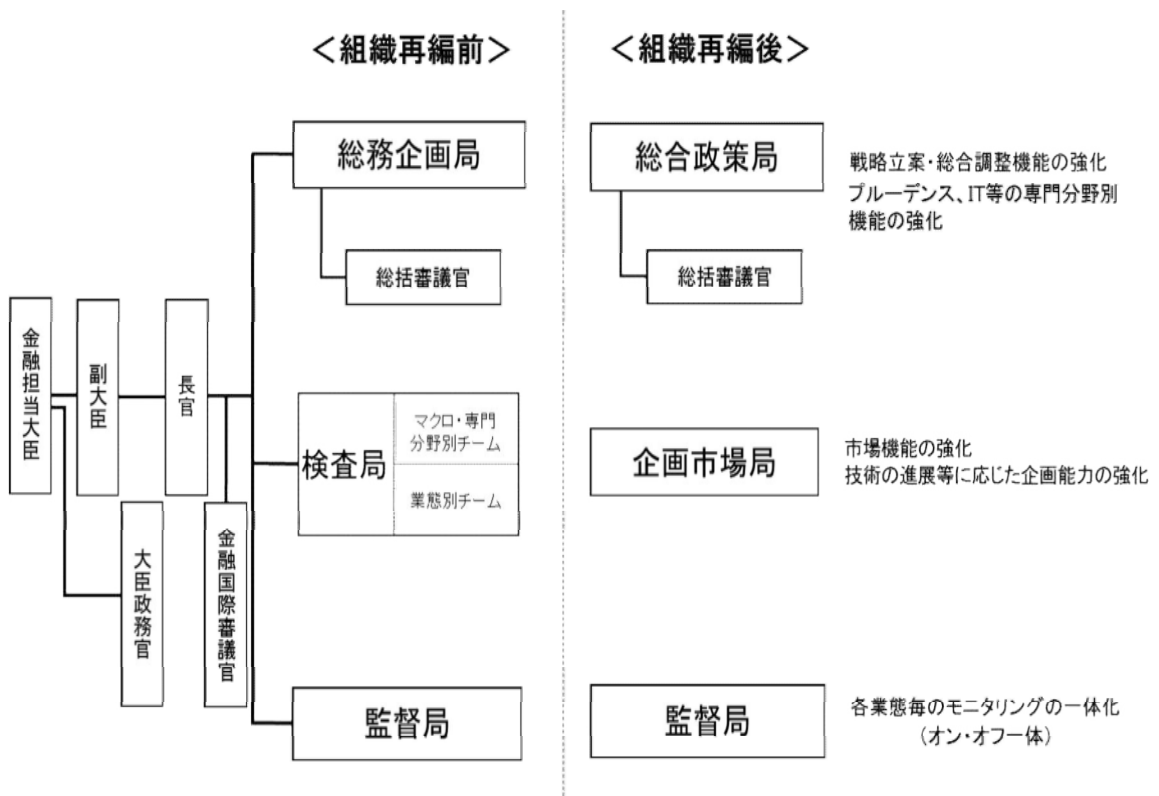 ＜組織再編前＞
＜組織再編後＞
総務企画局
総括審議官
総合政策局
総括審議官
戦略立案・総合調整機能の強化
プルーデンス、IT等の専門分野別
機能の強化
金融担当大臣
副大臣
長官
大臣政務官
金融国際審議官
検査局
マクロ・専門
分野別チーム
業態別チーム
企画市場局
市場機能の強化
技術の進展等に応じた企画能力の強化
監督局
監督局
各業態毎のモニタリングの一体化
（オン・オフ一体）